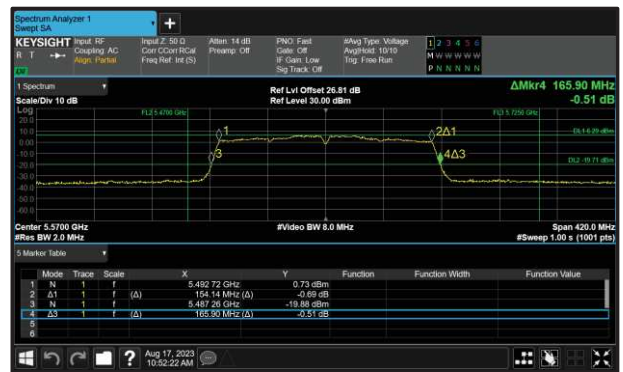 Spectrum Analyzer 1
Swept SA
+
KEYSIGHT Input: RF Input Z: 50 Ω Atten: 14 dB PNO: Fast #Avg Type: Voltage 1 2 3 4 5 6
R T Coupling: AC Corr CCorr RCal Preamp: Off Gate: Off Avg|Hold: 10/10 M W W W W W
Align: Partial Freq Ref: Int (S) IF Gain: Low Trig: Free Run
Sig Track: Off P N N N N N
1 Spectrum Ref Lvl Offset 26.81 dB ΔMkr4 165.90 MHz
Scale/Div 10 dB Ref Level 30.00 dBm -0.51 dB
Log FL2 5.4700 GHz FL3 5.7250 GHz
20.0
10.0 1 2Δ1 DL1 6.29 dBm
0.00
-10.0 3 4Δ3 DL2 -19.71 dBm
-20.0
-30.0
-40.0
-50.0
-60.0
Center 5.5700 GHz #Video BW 8.0 MHz Span 420.0 MHz
#Res BW 2.0 MHz #Sweep 1.00 s (1001 pts)
5 Marker Table
Mode Trace Scale X Y Function Function Width Function Value
1 N 1 f 5.492 72 GHz 0.73 dBm
2 Δ1 1 f (Δ) 154.14 MHz (Δ) -0.69 dB
3 N 1 f 5.487 26 GHz -19.88 dBm
4 Δ3 1 f (Δ) 165.90 MHz (Δ) -0.51 dB
5
6
? Aug 17, 2023
10:52:22 AM